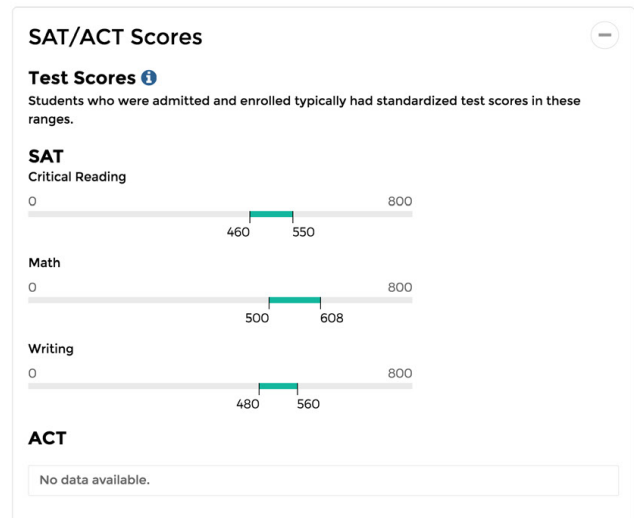 SAT/ACT Scores
Test Scores
Students who were admitted and enrolled typically had standardized test scores in these
ranges.
SAT
Critical Reading
0 800
460 550
Math
0 800
500 608
Writing
0 800
480 560
ACT
No data available.